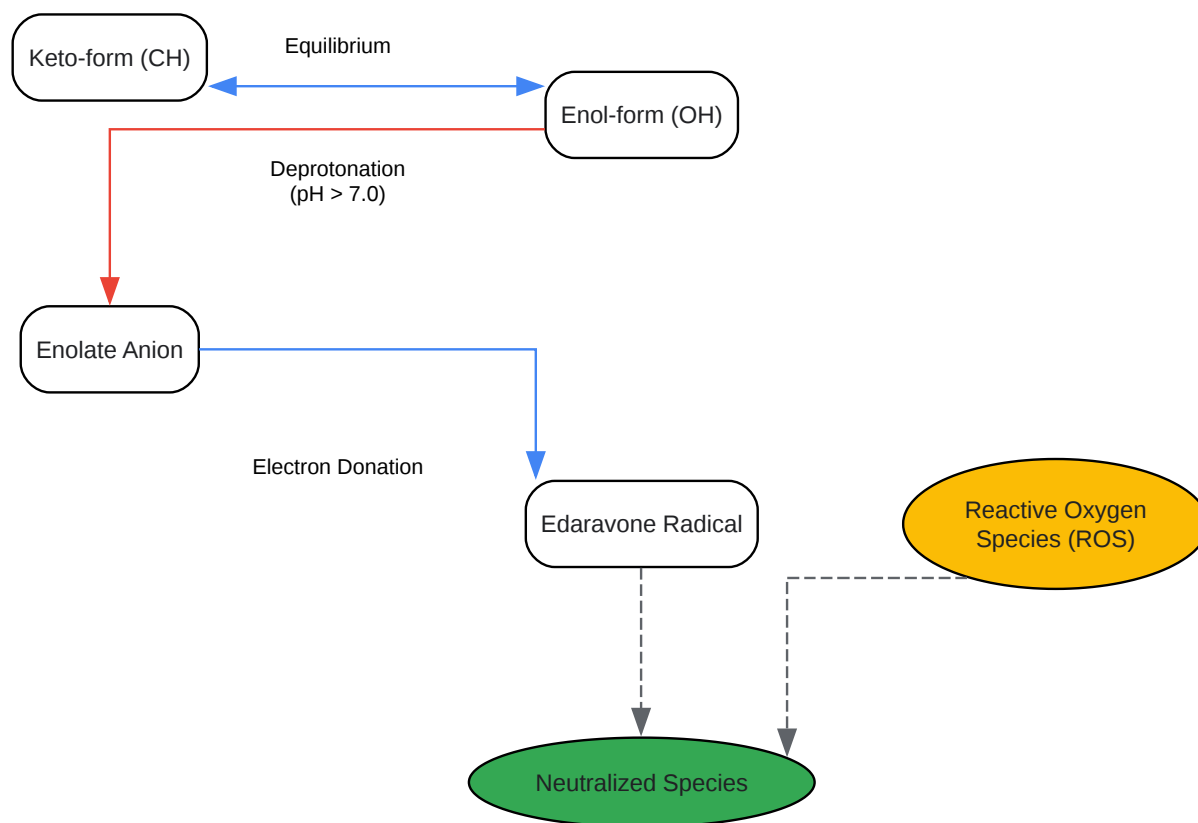 Keto-form (CH)
Equilibrium
Enol-form (OH)
Deprotonation
(pH > 7.0)
Enolate Anion
Electron Donation
Edaravone Radical
Reactive Oxygen
Species (ROS)
Neutralized Species